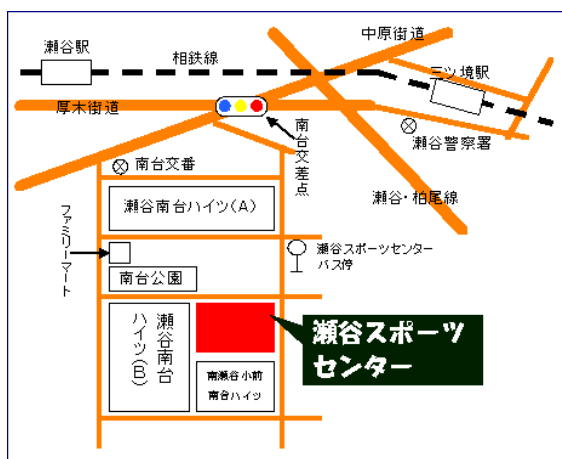 中原街道
瀬谷駅
相鉄線
三ツ境駅
厚木街道
南台交差点
瀬谷警察署
南台交番
瀬谷・柏尾線
瀬谷南台ハイツ(A)
ファミリーマート
瀬谷スポーツセンター
バス停
南台公園
瀬谷南台
ハイツ(B)
瀬谷スポーツ
センター
南瀬谷小前
南台ハイツ